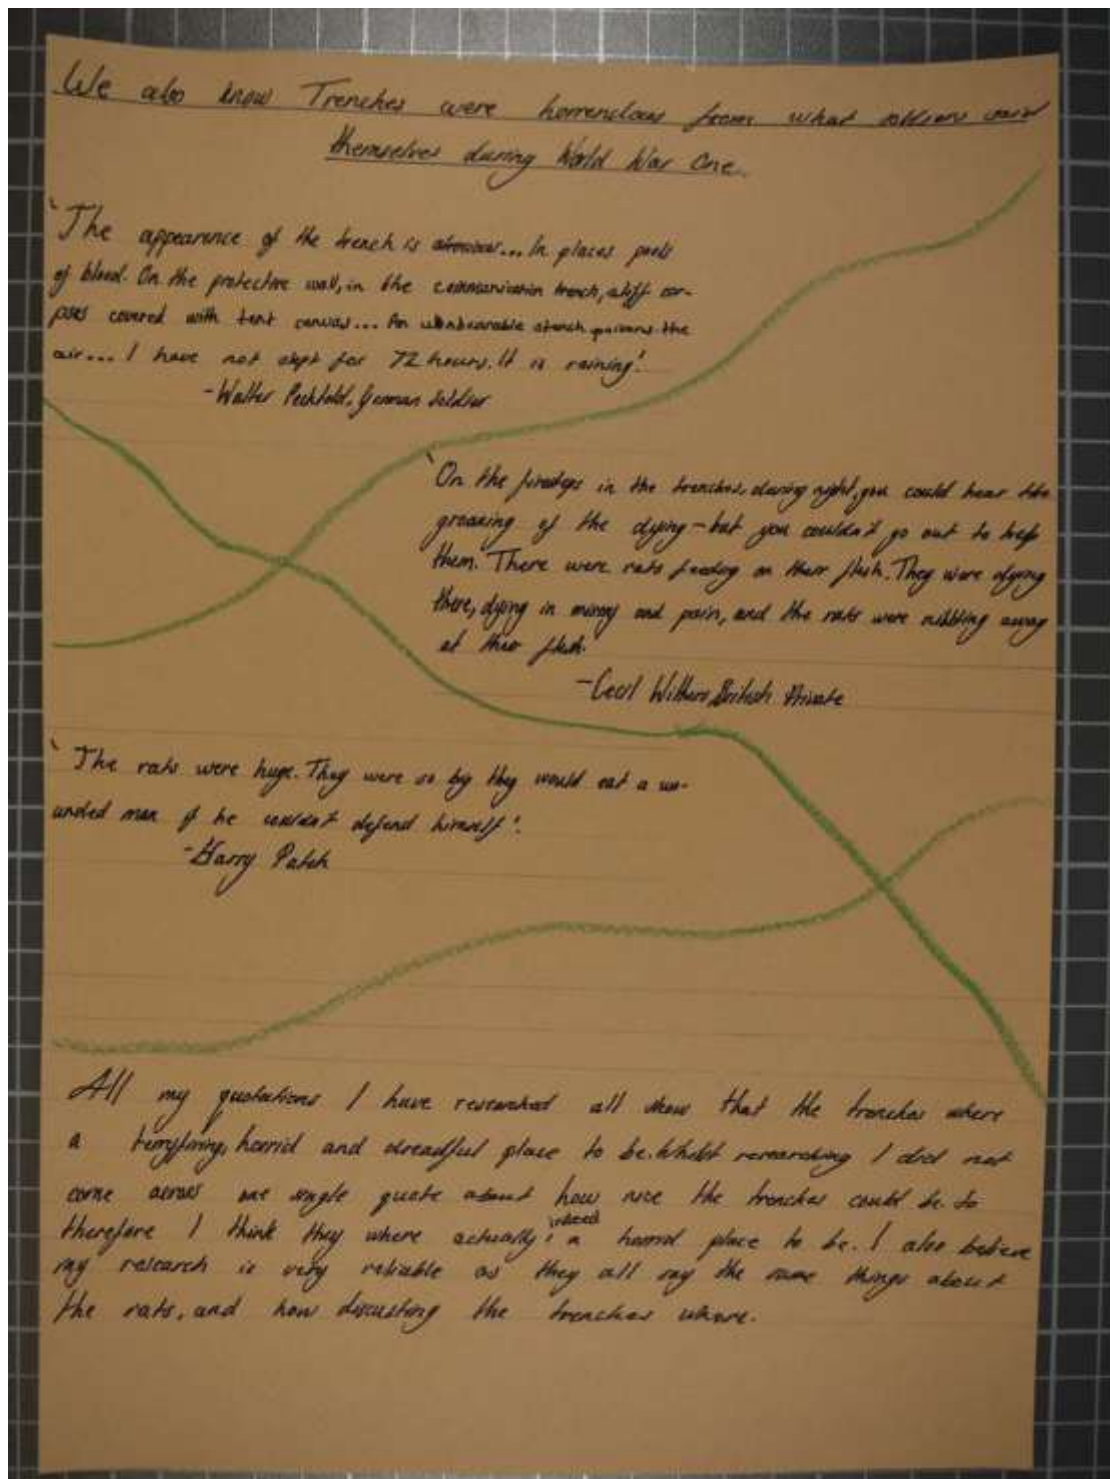 We also know Trenches were horrendous from what soldiers said
themselves during World War One.
'The appearence of the trench is atrocious... In places pools
of blood. On the protective wall, in the communication trench, stiff cor-
pses covered with tent canvas... An unbearable stench poisons the
air... I have not slept for 72 hours. It is raining!'
-Walter Pechtold, German Soldier
'On the firesteps in the trenches, during night, you could hear the
groaning of the dying - but you couldn't go out to help
them. There were rats feeding on their flesh. They were dying
there, dying in misery and pain, and the rats were nibbling away
at their flesh.
-Cecil Withers, British Private
'The rats were huge. They were so big they would eat a wo-
unded man if he couldn't defend himself'.
-Harry Patch
All my quotations I have researched all show that the trenches where
a terryfining, horrid and dreadful place to be. Whilst researching I did not
come across one single quote about how nice the trenches could be. So
therefore I think they where actually indeed a horrid place to be. I also believe
my research is very reliable as they all say the same things about
the rats, and how discusting the trenches where.